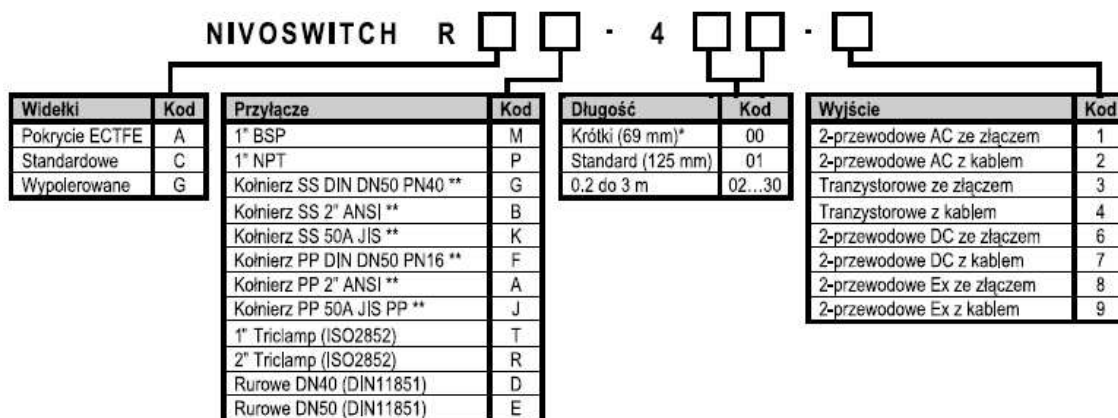 NIVOSWITCH R - 4 -
Widełki Kod
Pokrycie ECTFE A
Standardowe C
Wypolerowane G
Przyłącze Kod
1" BSP M
1" NPT P
Kołnierz SS DIN DN50 PN40 ** G
Kołnierz SS 2" ANSI ** B
Kołnierz SS 50A JIS ** K
Kołnierz PP DIN DN50 PN16 ** F
Kołnierz PP 2" ANSI ** A
Kołnierz PP 50A JIS PP ** J
1" Triclamp (ISO2852) T
2" Triclamp (ISO2852) R
Rurowe DN40 (DIN11851) D
Rurowe DN50 (DIN11851) E
Długość Kod
Krótki (69 mm)* 00
Standard (125 mm) 01
0.2 do 3 m 02...30
Wyjście Kod
2-przewodowe AC ze złączem 1
2-przewodowe AC z kablem 2
Tranzystorowe ze złączem 3
Tranzystorowe z kablem 4
2-przewodowe DC ze złączem 6
2-przewodowe DC z kablem 7
2-przewodowe Ex ze złączem 8
2-przewodowe Ex z kablem 9